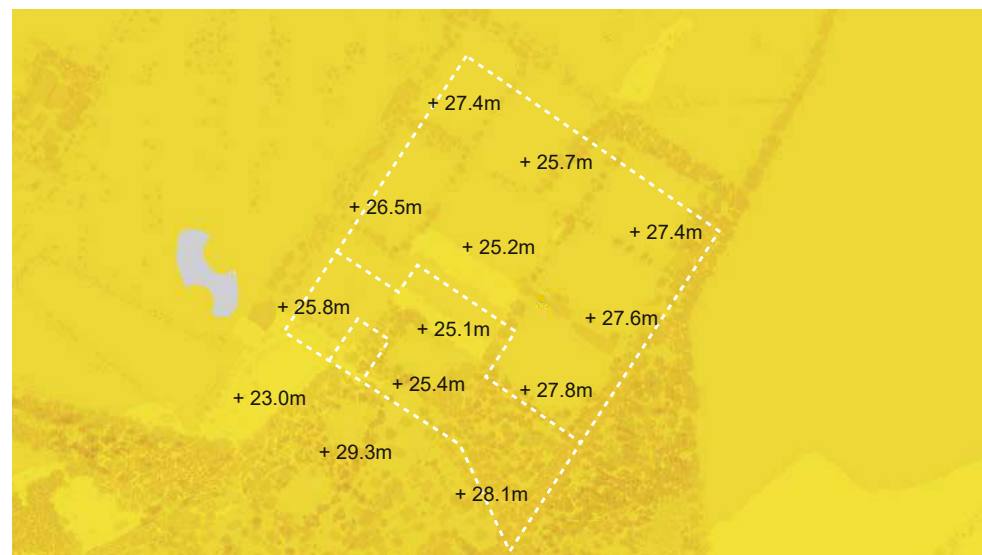 + 27.4m
+ 25.7m
+ 26.5m
+ 27.4m
+ 25.2m
+ 25.8m
+ 27.6m
+ 25.1m
+ 25.4m
+ 27.8m
+ 23.0m
+ 29.3m
+ 28.1m